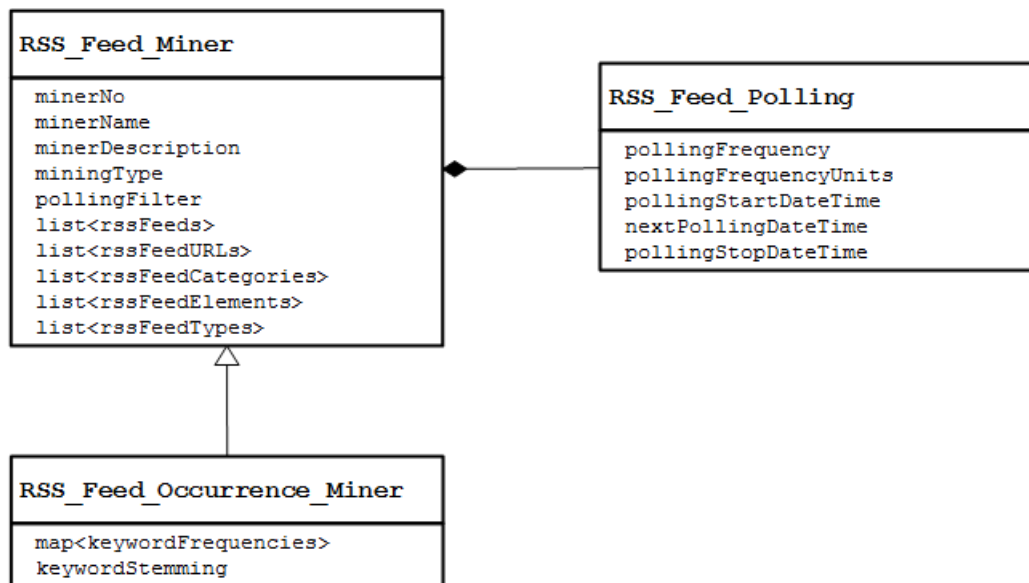 RSS_Feed_Miner
minerNo
minerName
minerDescription
miningType
pollingFilter
list<rssFeeds>
list<rssFeedURLs>
list<rssFeedCategories>
list<rssFeedElements>
list<rssFeedTypes>
RSS_Feed_Polling
pollingFrequency
pollingFrequencyUnits
pollingStartDateTime
nextPollingDateTime
pollingStopDateTime
RSS_Feed_Occurrence_Miner
map<keywordFrequencies>
keywordStemming